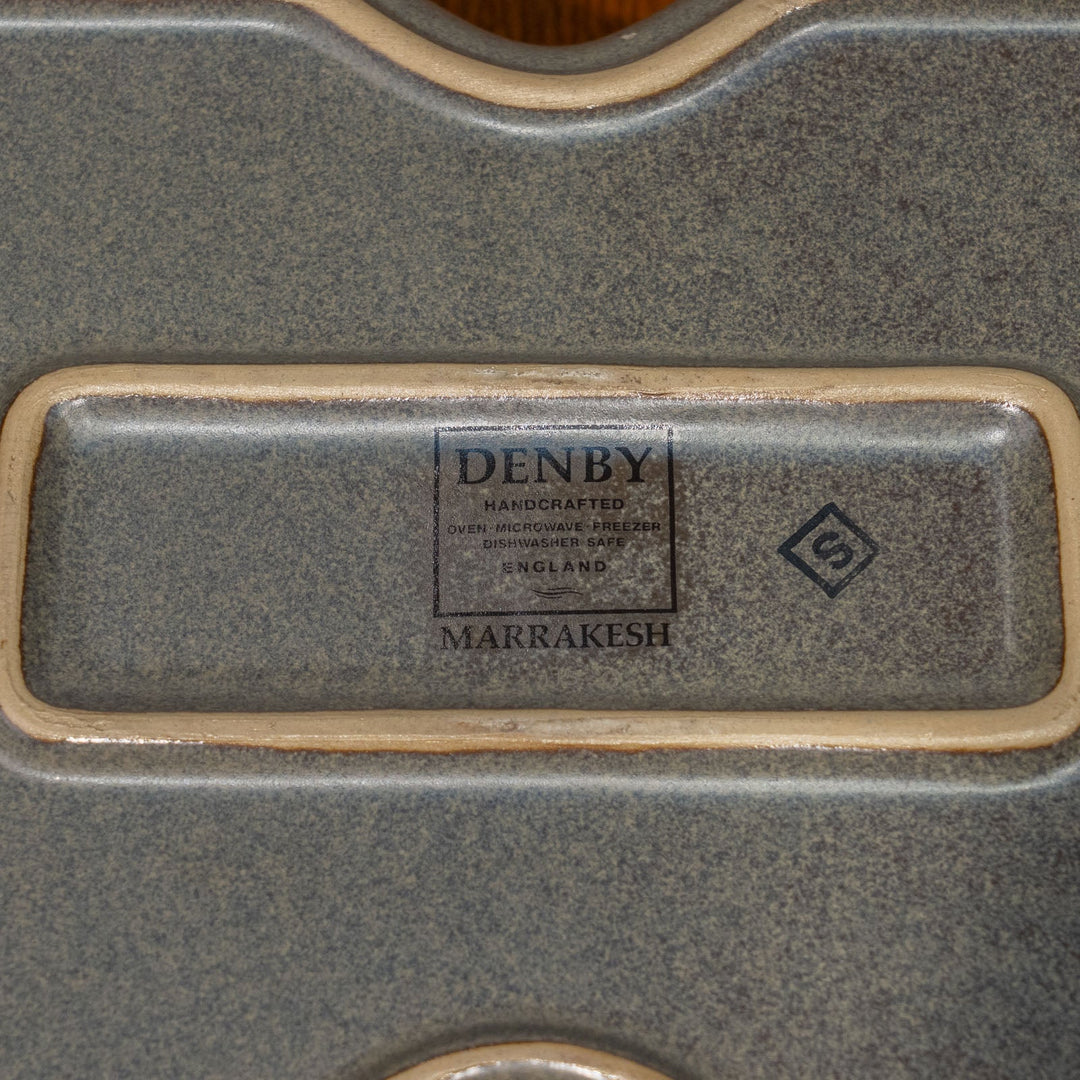 DENBY
HANDCRAFTED
OVEN·MICROWAVE·FREEZER
DISHWASHER SAFE
ENGLAND
MARRAKESH
S